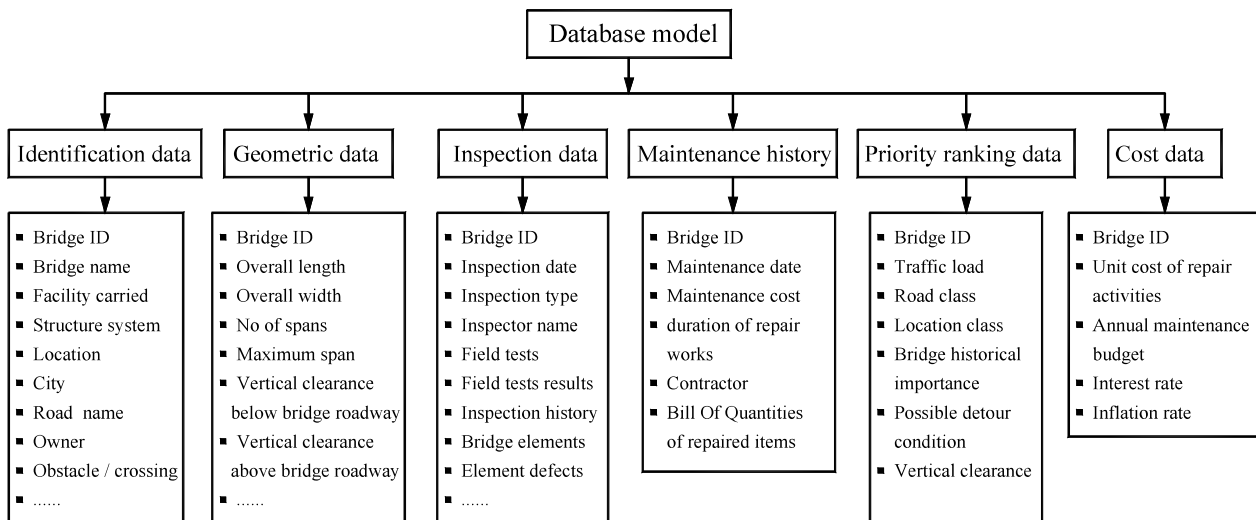 Database model
Identification data
Geometric data
Inspection data
Maintenance history
Priority ranking data
Cost data
▪ Bridge ID
▪ Bridge name
▪ Facility carried
▪ Structure system
▪ Location
▪ City
▪ Road name
▪ Owner
▪ Obstacle / crossing
▪ ......
▪ Bridge ID
▪ Overall length
▪ Overall width
▪ No of spans
▪ Maximum span
▪ Vertical clearance
below bridge roadway
▪ Vertical clearance
above bridge roadway
▪ ......
▪ Bridge ID
▪ Inspection date
▪ Inspection type
▪ Inspector name
▪ Field tests
▪ Field tests results
▪ Inspection history
▪ Bridge elements
▪ Element defects
▪ ......
▪ Bridge ID
▪ Maintenance date
▪ Maintenance cost
▪ duration of repair
works
▪ Contractor
▪ Bill Of Quantities
of repaired items
▪ Bridge ID
▪ Traffic load
▪ Road class
▪ Location class
▪ Bridge historical
importance
▪ Possible detour
condition
▪ Vertical clearance
▪ Bridge ID
▪ Unit cost of repair
activities
▪ Annual maintenance
budget
▪ Interest rate
▪ Inflation rate